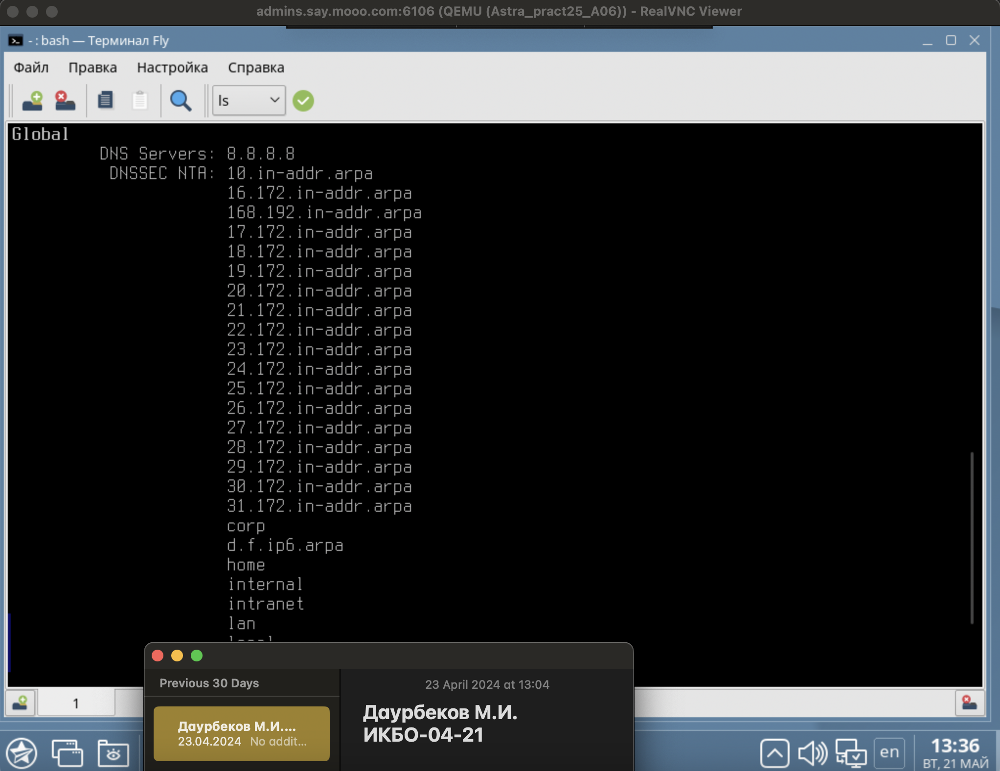 admins.say.mooo.com:6106 (QEMU (Astra_pract25_A06)) - RealVNC Viewer
- : bash — Терминал Fly
Файл Правка Настройка Справка
ls
Global
DNS Servers: 8.8.8.8
DNSSEC NTA: 10.in-addr.arpa
16.172.in-addr.arpa
168.192.in-addr.arpa
17.172.in-addr.arpa
18.172.in-addr.arpa
19.172.in-addr.arpa
20.172.in-addr.arpa
21.172.in-addr.arpa
22.172.in-addr.arpa
23.172.in-addr.arpa
24.172.in-addr.arpa
25.172.in-addr.arpa
26.172.in-addr.arpa
27.172.in-addr.arpa
28.172.in-addr.arpa
29.172.in-addr.arpa
30.172.in-addr.arpa
31.172.in-addr.arpa
corp
d.f.ip6.arpa
home
internal
intranet
lan
1
Previous 30 Days
Даурбеков М.И....
23.04.2024 No addit...
23 April 2024 at 13:04
Даурбеков М.И.
ИКБО-04-21
en
13:36
ВТ, 21 МАЙ